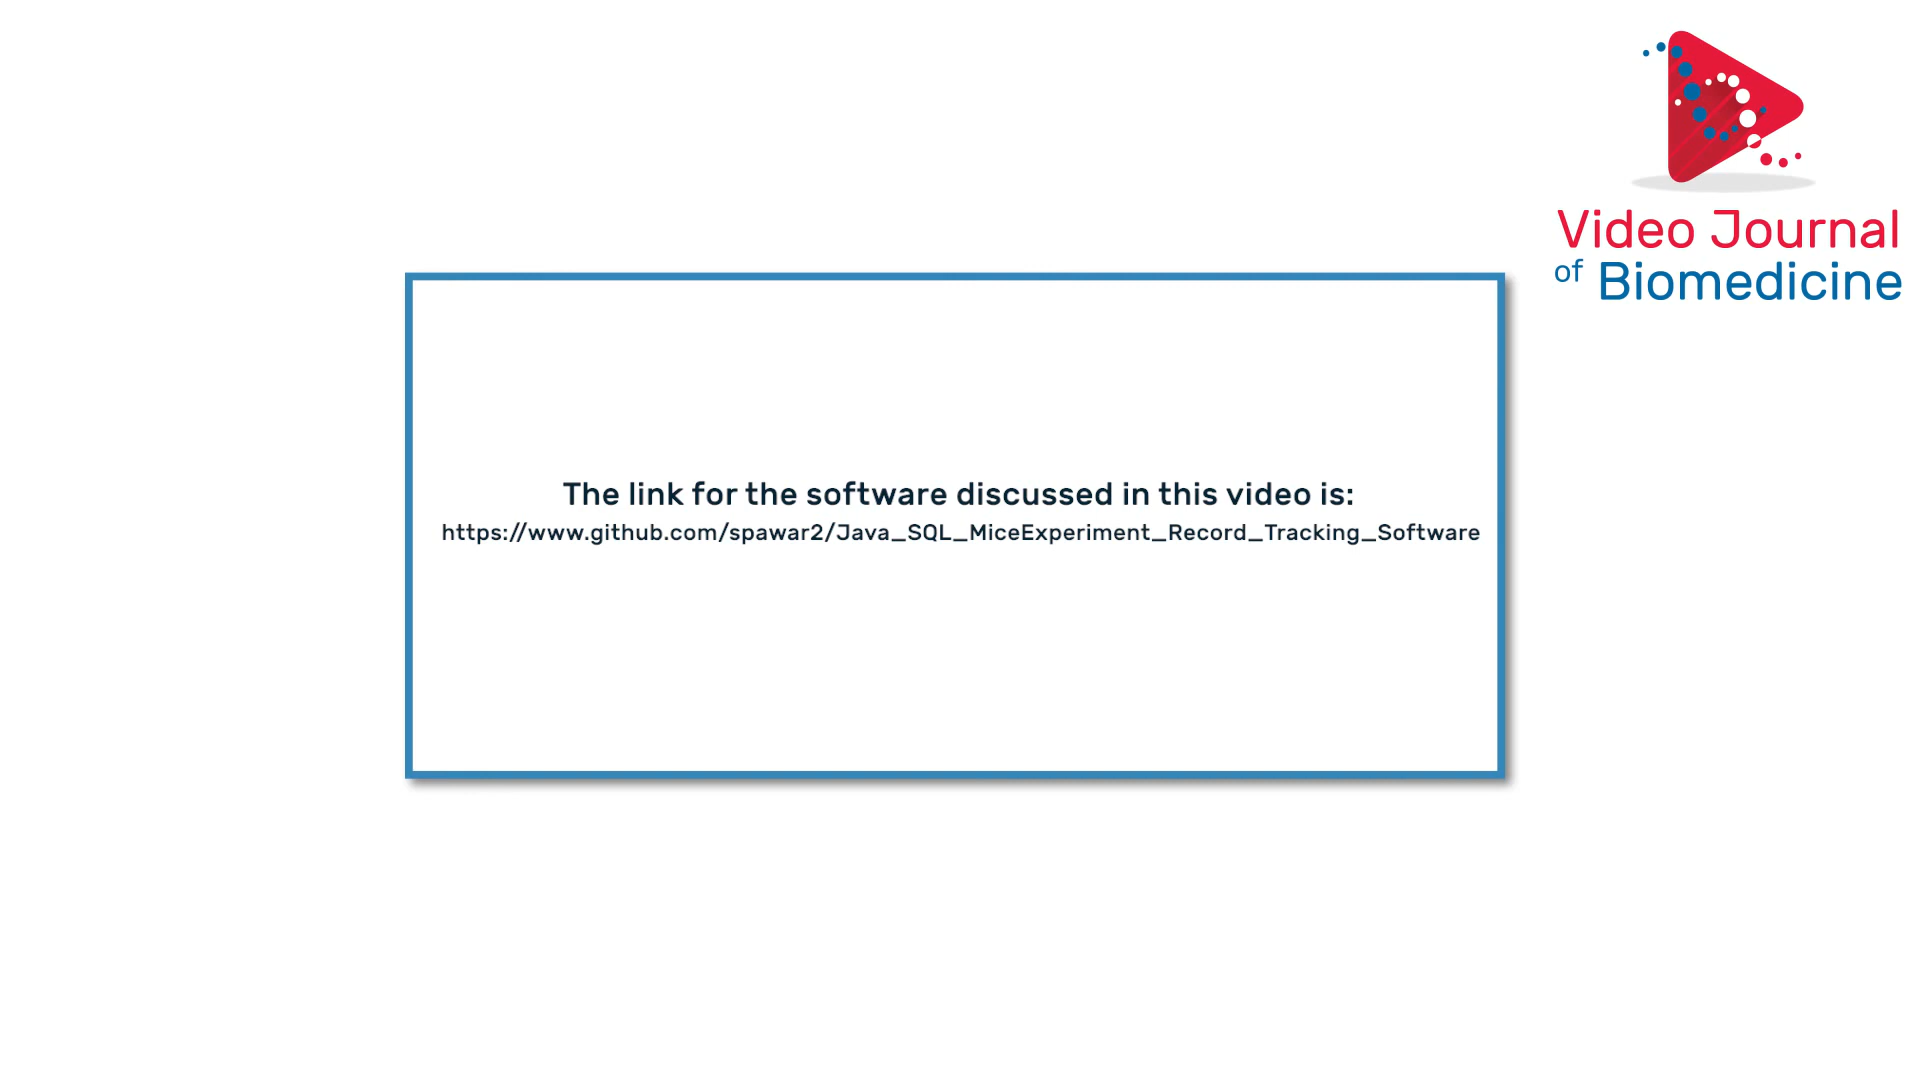 Video Journal
of Biomedicine
The link for the software discussed in this video is:
https://www.github.com/spawar2/Java_SQL_MiceExperiment_Record_Tracking_Software